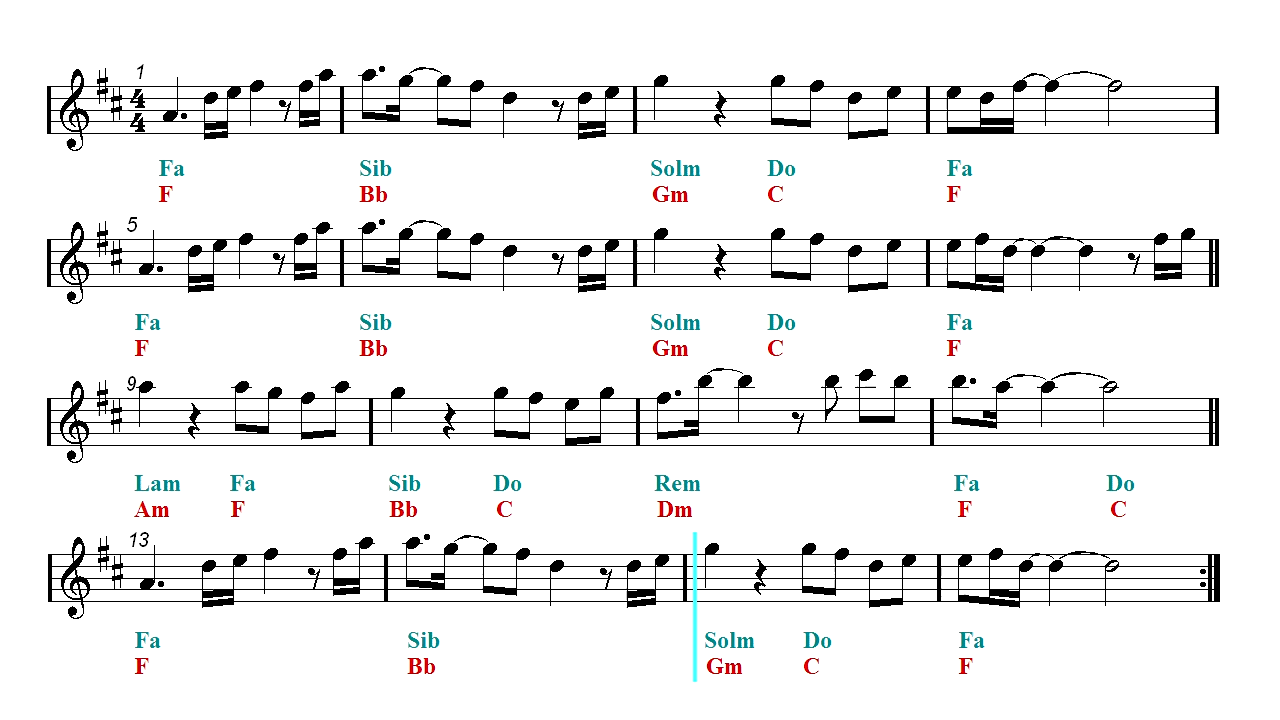 1
4
4
Fa Sib Solm Do Fa
F Bb Gm C F
5
Fa Sib Solm Do Fa
F Bb Gm C F
9
Lam Fa Sib Do Rem Fa Do
Am F Bb C Dm F C
13
Fa Sib Solm Do Fa
F Bb Gm C F